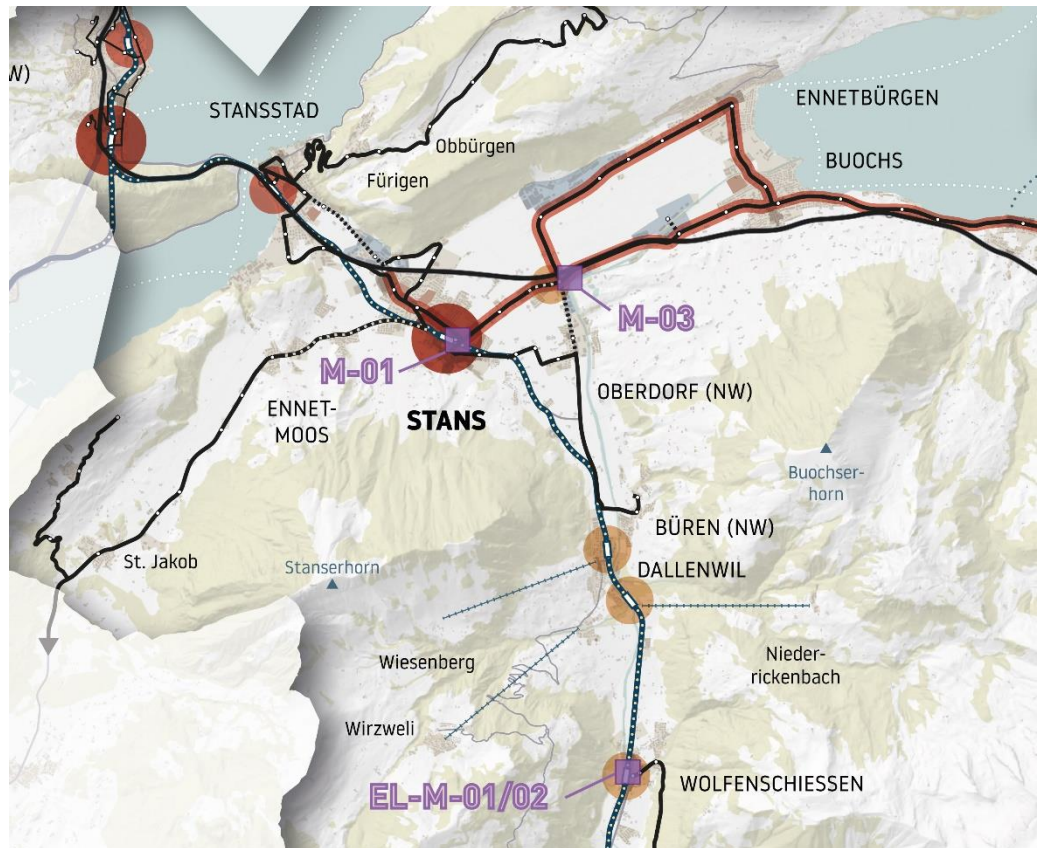 W)
STANSSTAD
ENNETBÜRGEN
Obbürgen
BUOCHS
Fürigen
M-03
M-01
OBERDORF (NW)
ENNET-
MOOS
STANS
Buochser-
horn
BÜREN (NW)
St. Jakob
Stanserhorn
DALLENWIL
Wiesenberg
Nieder-
rickenbach
Wirzweli
EL-M-01/02
WOLFENSCHIESSEN